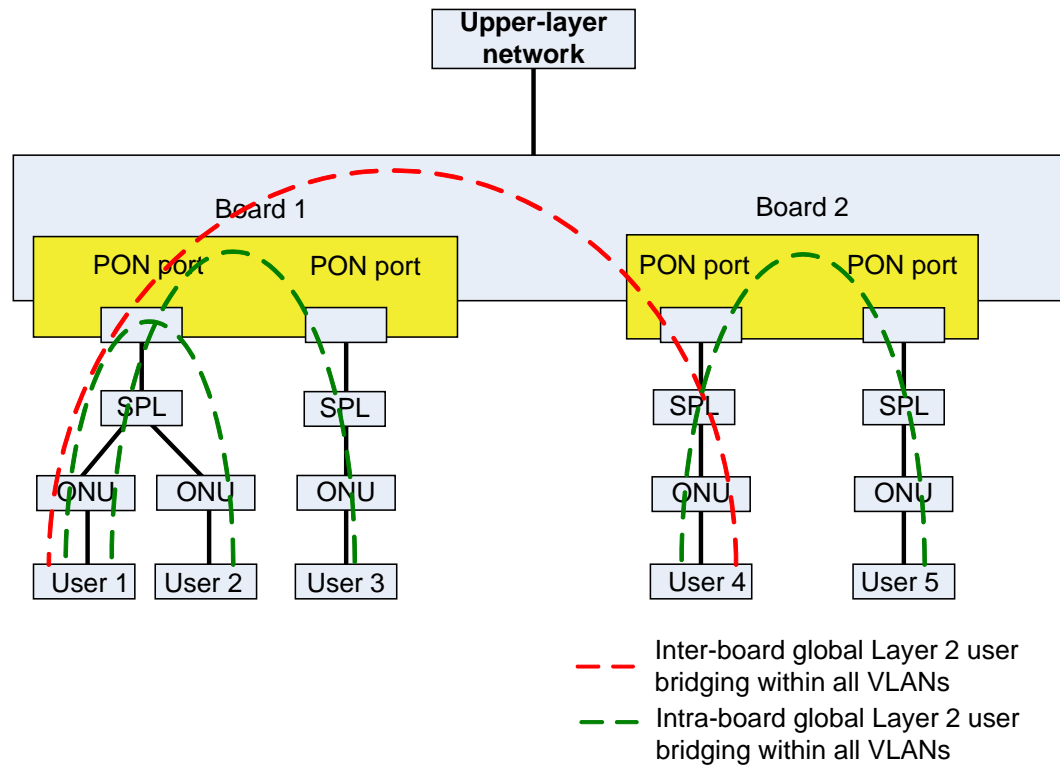 Upper-layer
network
Board 1
Board 2
PON port
PON port
PON port
PON port
SPL
SPL
SPL
SPL
ONU
ONU
ONU
ONU
ONU
User 1
User 2
User 3
User 4
User 5
Inter-board global Layer 2 user
bridging within all VLANs
Intra-board global Layer 2 user
bridging within all VLANs